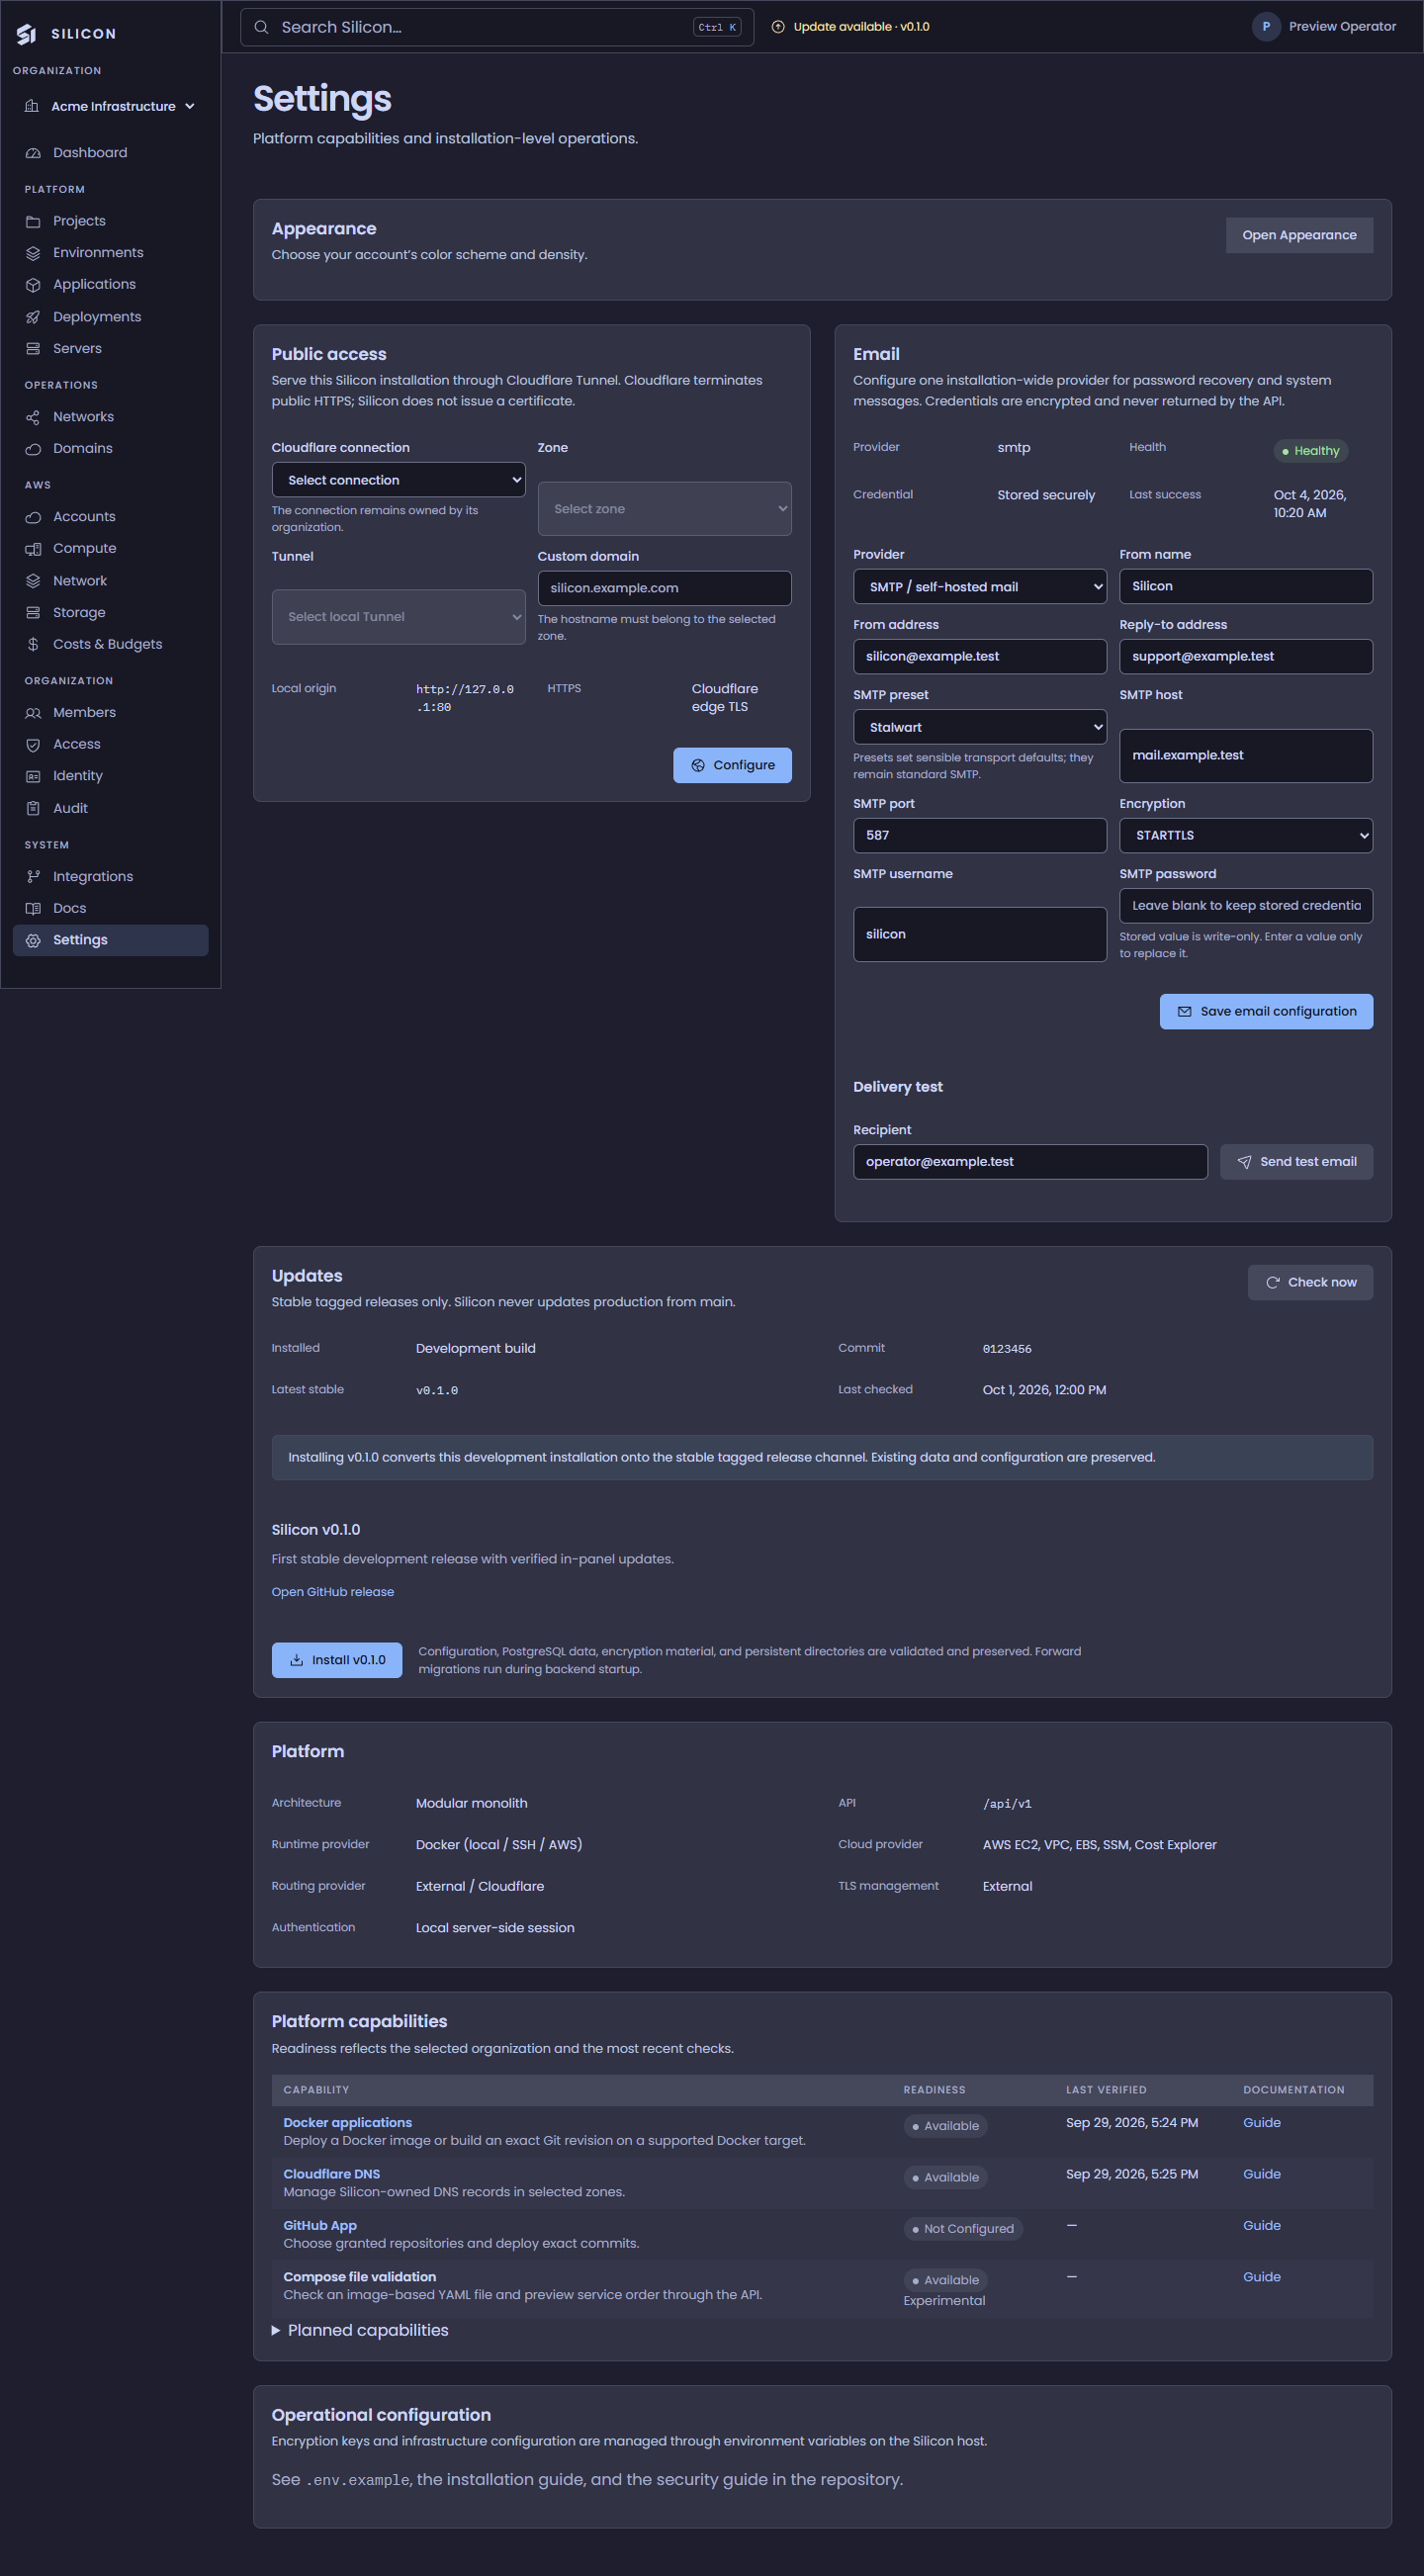 SILICON
ORGANIZATION
Acme Infrastructure
Dashboard
PLATFORM
Projects
Environments
Applications
Deployments
Servers
OPERATIONS
Networks
Domains
AWS
Accounts
Compute
Network
Storage
Costs & Budgets
ORGANIZATION
Members
Access
Identity
Audit
SYSTEM
Integrations
Docs
Settings
Search Silicon...
Ctrl K
Update available · v0.1.0
P
Preview Operator
Settings
Platform capabilities and installation-level operations.
Appearance
Choose your account’s color scheme and density.
Open Appearance
Public access
Serve this Silicon installation through Cloudflare Tunnel. Cloudflare terminates
public HTTPS; Silicon does not issue a certificate.
Cloudflare connection
Select connection
The connection remains owned by its
organization.
Zone
Select zone
Tunnel
Select local Tunnel
Custom domain
silicon.example.com
The hostname must belong to the selected
zone.
Local origin
http://127.0.0
.1:80
HTTPS
Cloudflare
edge TLS
Configure
Email
Configure one installation-wide provider for password recovery and system
messages. Credentials are encrypted and never returned by the API.
Provider
smtp
Health
Healthy
Credential
Stored securely
Last success
Oct 4, 2026,
10:20 AM
Provider
SMTP / self-hosted mail
From name
Silicon
From address
silicon@example.test
Reply-to address
support@example.test
SMTP preset
Stalwart
Presets set sensible transport defaults; they
remain standard SMTP.
SMTP host
mail.example.test
SMTP port
587
Encryption
STARTTLS
SMTP username
silicon
SMTP password
Leave blank to keep stored credentia
Stored value is write-only. Enter a value only
to replace it.
Save email configuration
Delivery test
Recipient
operator@example.test
Send test email
Updates
Stable tagged releases only. Silicon never updates production from main.
Check now
Installed
Development build
Commit
0123456
Latest stable
v0.1.0
Last checked
Oct 1, 2026, 12:00 PM
Installing v0.1.0 converts this development installation onto the stable tagged release channel. Existing data and configuration are preserved.
Silicon v0.1.0
First stable development release with verified in-panel updates.
Open GitHub release
Install v0.1.0
Configuration, PostgreSQL data, encryption material, and persistent directories are validated and preserved. Forward
migrations run during backend startup.
Platform
Architecture
Modular monolith
API
/api/v1
Runtime provider
Docker (local / SSH / AWS)
Cloud provider
AWS EC2, VPC, EBS, SSM, Cost Explorer
Routing provider
External / Cloudflare
TLS management
External
Authentication
Local server-side session
Platform capabilities
Readiness reflects the selected organization and the most recent checks.
CAPABILITY
READINESS
LAST VERIFIED
DOCUMENTATION
Docker applications
Deploy a Docker image or build an exact Git revision on a supported Docker target.
Available
Sep 29, 2026, 5:24 PM
Guide
Cloudflare DNS
Manage Silicon-owned DNS records in selected zones.
Available
Sep 29, 2026, 5:25 PM
Guide
GitHub App
Choose granted repositories and deploy exact commits.
Not Configured
—
Guide
Compose file validation
Check an image-based YAML file and preview service order through the API.
Available
Experimental
—
Guide
Planned capabilities
Operational configuration
Encryption keys and infrastructure configuration are managed through environment variables on the Silicon host.
See .env.example, the installation guide, and the security guide in the repository.